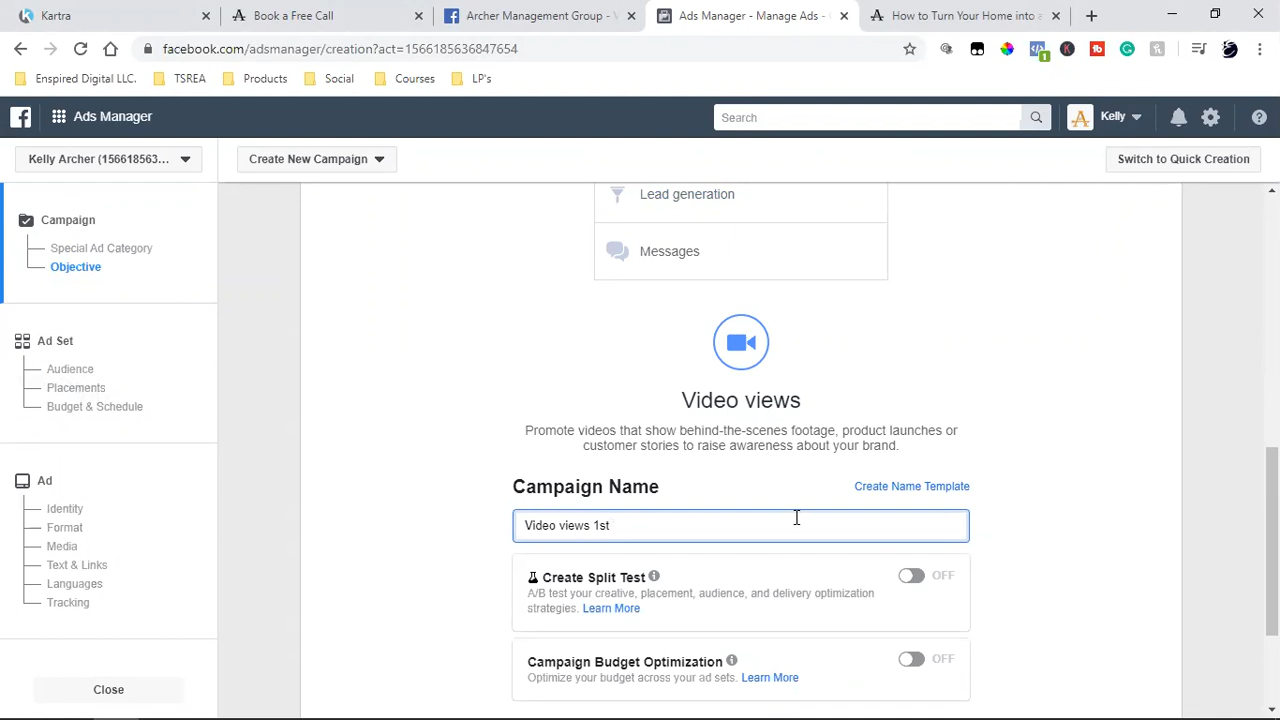 Kartra
Book a Free Call
Archer Management Group - V
Ads Manager - Manage Ads -
How to Turn Your Home into a
facebook.com/adsmanager/creation?act=1566185636847654
1
Enspired Digital LLC.
TSREA
Products
Social
Courses
LP's
Ads Manager
Search
Kelly
Kelly Archer (156618563...
Create New Campaign
Switch to Quick Creation
Campaign
Special Ad Category
Objective
Ad Set
Audience
Placements
Budget & Schedule
Ad
Identity
Format
Media
Text & Links
Languages
Tracking
Close
Lead generation
Messages
Video views
Promote videos that show behind-the-scenes footage, product launches or
customer stories to raise awareness about your brand.
Campaign Name
Create Name Template
Video views 1st
Create Split Test
OFF
A/B test your creative, placement, audience, and delivery optimization
strategies. Learn More
Campaign Budget Optimization
OFF
Optimize your budget across your ad sets. Learn More